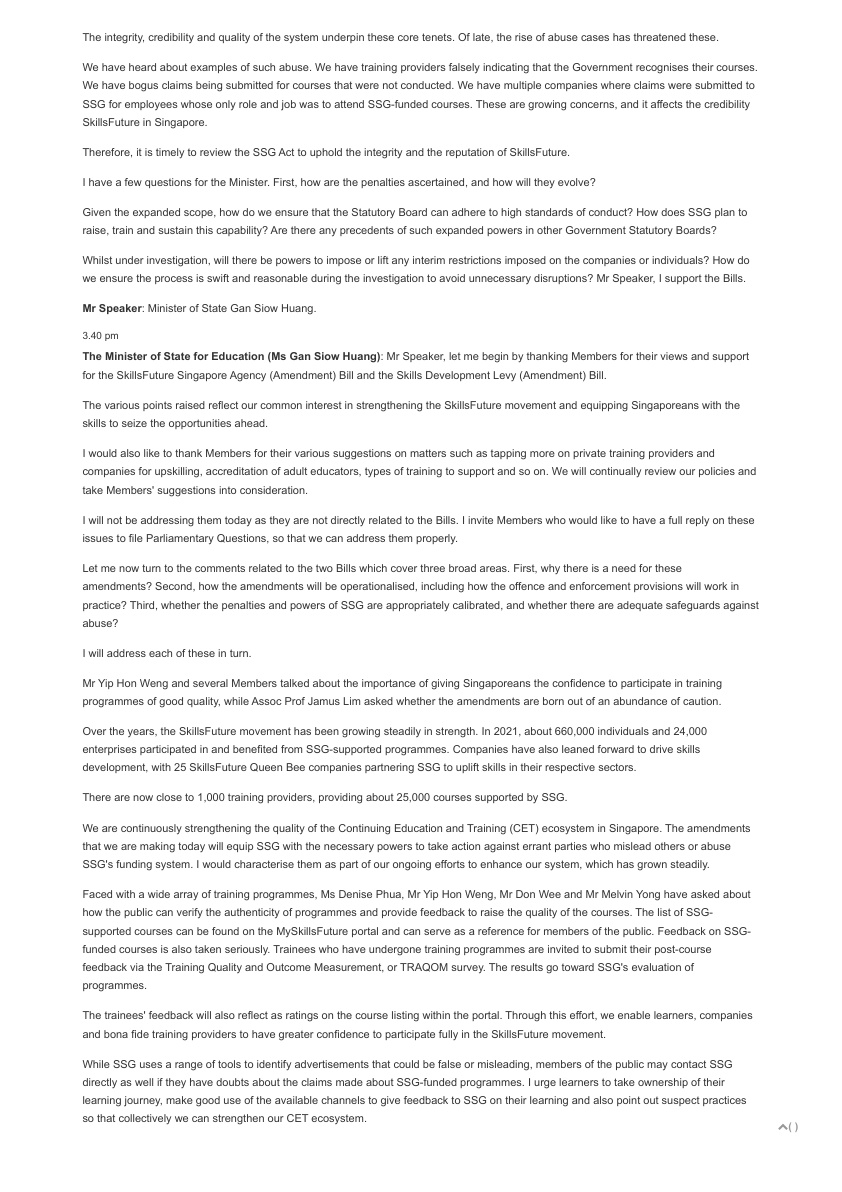 The integrity, credibility and quality of the system underpin these core tenets. Of late, the rise of abuse cases has threatened these.
We have heard about examples of such abuse. We have training providers falsely indicating that the Government recognises their courses.
We have bogus claims being submitted for courses that were not conducted. We have multiple companies where claims were submitted to
SSG for employees whose only role and job was to attend SSG-funded courses. These are growing concerns, and it affects the credibility
SkillsFuture in Singapore.
Therefore, it is timely to review the SSG Act to uphold the integrity and the reputation of SkillsFuture.
I have a few questions for the Minister. First, how are the penalties ascertained, and how will they evolve?
Given the expanded scope, how do we ensure that the Statutory Board can adhere to high standards of conduct? How does SSG plan to
raise, train and sustain this capability? Are there any precedents of such expanded powers in other Government Statutory Boards?
Whilst under investigation, will there be powers to impose or lift any interim restrictions imposed on the companies or individuals? How do
we ensure the process is swift and reasonable during the investigation to avoid unnecessary disruptions? Mr Speaker, I support the Bills.
Mr Speaker: Minister of State Gan Siow Huang.
3.40 pm
The Minister of State for Education (Ms Gan Siow Huang): Mr Speaker, let me begin by thanking Members for their views and support
for the SkillsFuture Singapore Agency (Amendment) Bill and the Skills Development Levy (Amendment) Bill.
The various points raised reflect our common interest in strengthening the SkillsFuture movement and equipping Singaporeans with the
skills to seize the opportunities ahead.
I would also like to thank Members for their various suggestions on matters such as tapping more on private training providers and
companies for upskilling, accreditation of adult educators, types of training to support and so on. We will continually review our policies and
take Members' suggestions into consideration.
I will not be addressing them today as they are not directly related to the Bills. I invite Members who would like to have a full reply on these
issues to file Parliamentary Questions, so that we can address them properly.
Let me now turn to the comments related to the two Bills which cover three broad areas. First, why there is a need for these
amendments? Second, how the amendments will be operationalised, including how the offence and enforcement provisions will work in
practice? Third, whether the penalties and powers of SSG are appropriately calibrated, and whether there are adequate safeguards against
abuse?
I will address each of these in turn.
Mr Yip Hon Weng and several Members talked about the importance of giving Singaporeans the confidence to participate in training
programmes of good quality, while Assoc Prof Jamus Lim asked whether the amendments are born out of an abundance of caution.
Over the years, the SkillsFuture movement has been growing steadily in strength. In 2021, about 660,000 individuals and 24,000
enterprises participated in and benefited from SSG-supported programmes. Companies have also leaned forward to drive skills
development, with 25 SkillsFuture Queen Bee companies partnering SSG to uplift skills in their respective sectors.
There are now close to 1,000 training providers, providing about 25,000 courses supported by SSG.
We are continuously strengthening the quality of the Continuing Education and Training (CET) ecosystem in Singapore. The amendments
that we are making today will equip SSG with the necessary powers to take action against errant parties who mislead others or abuse
SSG's funding system. I would characterise them as part of our ongoing efforts to enhance our system, which has grown steadily.
Faced with a wide array of training programmes, Ms Denise Phua, Mr Yip Hon Weng, Mr Don Wee and Mr Melvin Yong have asked about
how the public can verify the authenticity of programmes and provide feedback to raise the quality of the courses. The list of SSG-
supported courses can be found on the MySkillsFuture portal and can serve as a reference for members of the public. Feedback on SSG-
funded courses is also taken seriously. Trainees who have undergone training programmes are invited to submit their post-course
feedback via the Training Quality and Outcome Measurement, or TRAQOM survey. The results go toward SSG's evaluation of
programmes.
The trainees' feedback will also reflect as ratings on the course listing within the portal. Through this effort, we enable learners, companies
and bona fide training providers to have greater confidence to participate fully in the SkillsFuture movement.
While SSG uses a range of tools to identify advertisements that could be false or misleading, members of the public may contact SSG
directly as well if they have doubts about the claims made about SSG-funded programmes. I urge learners to take ownership of their
learning journey, make good use of the available channels to give feedback to SSG on their learning and also point out suspect practices
so that collectively we can strengthen our CET ecosystem.
( )